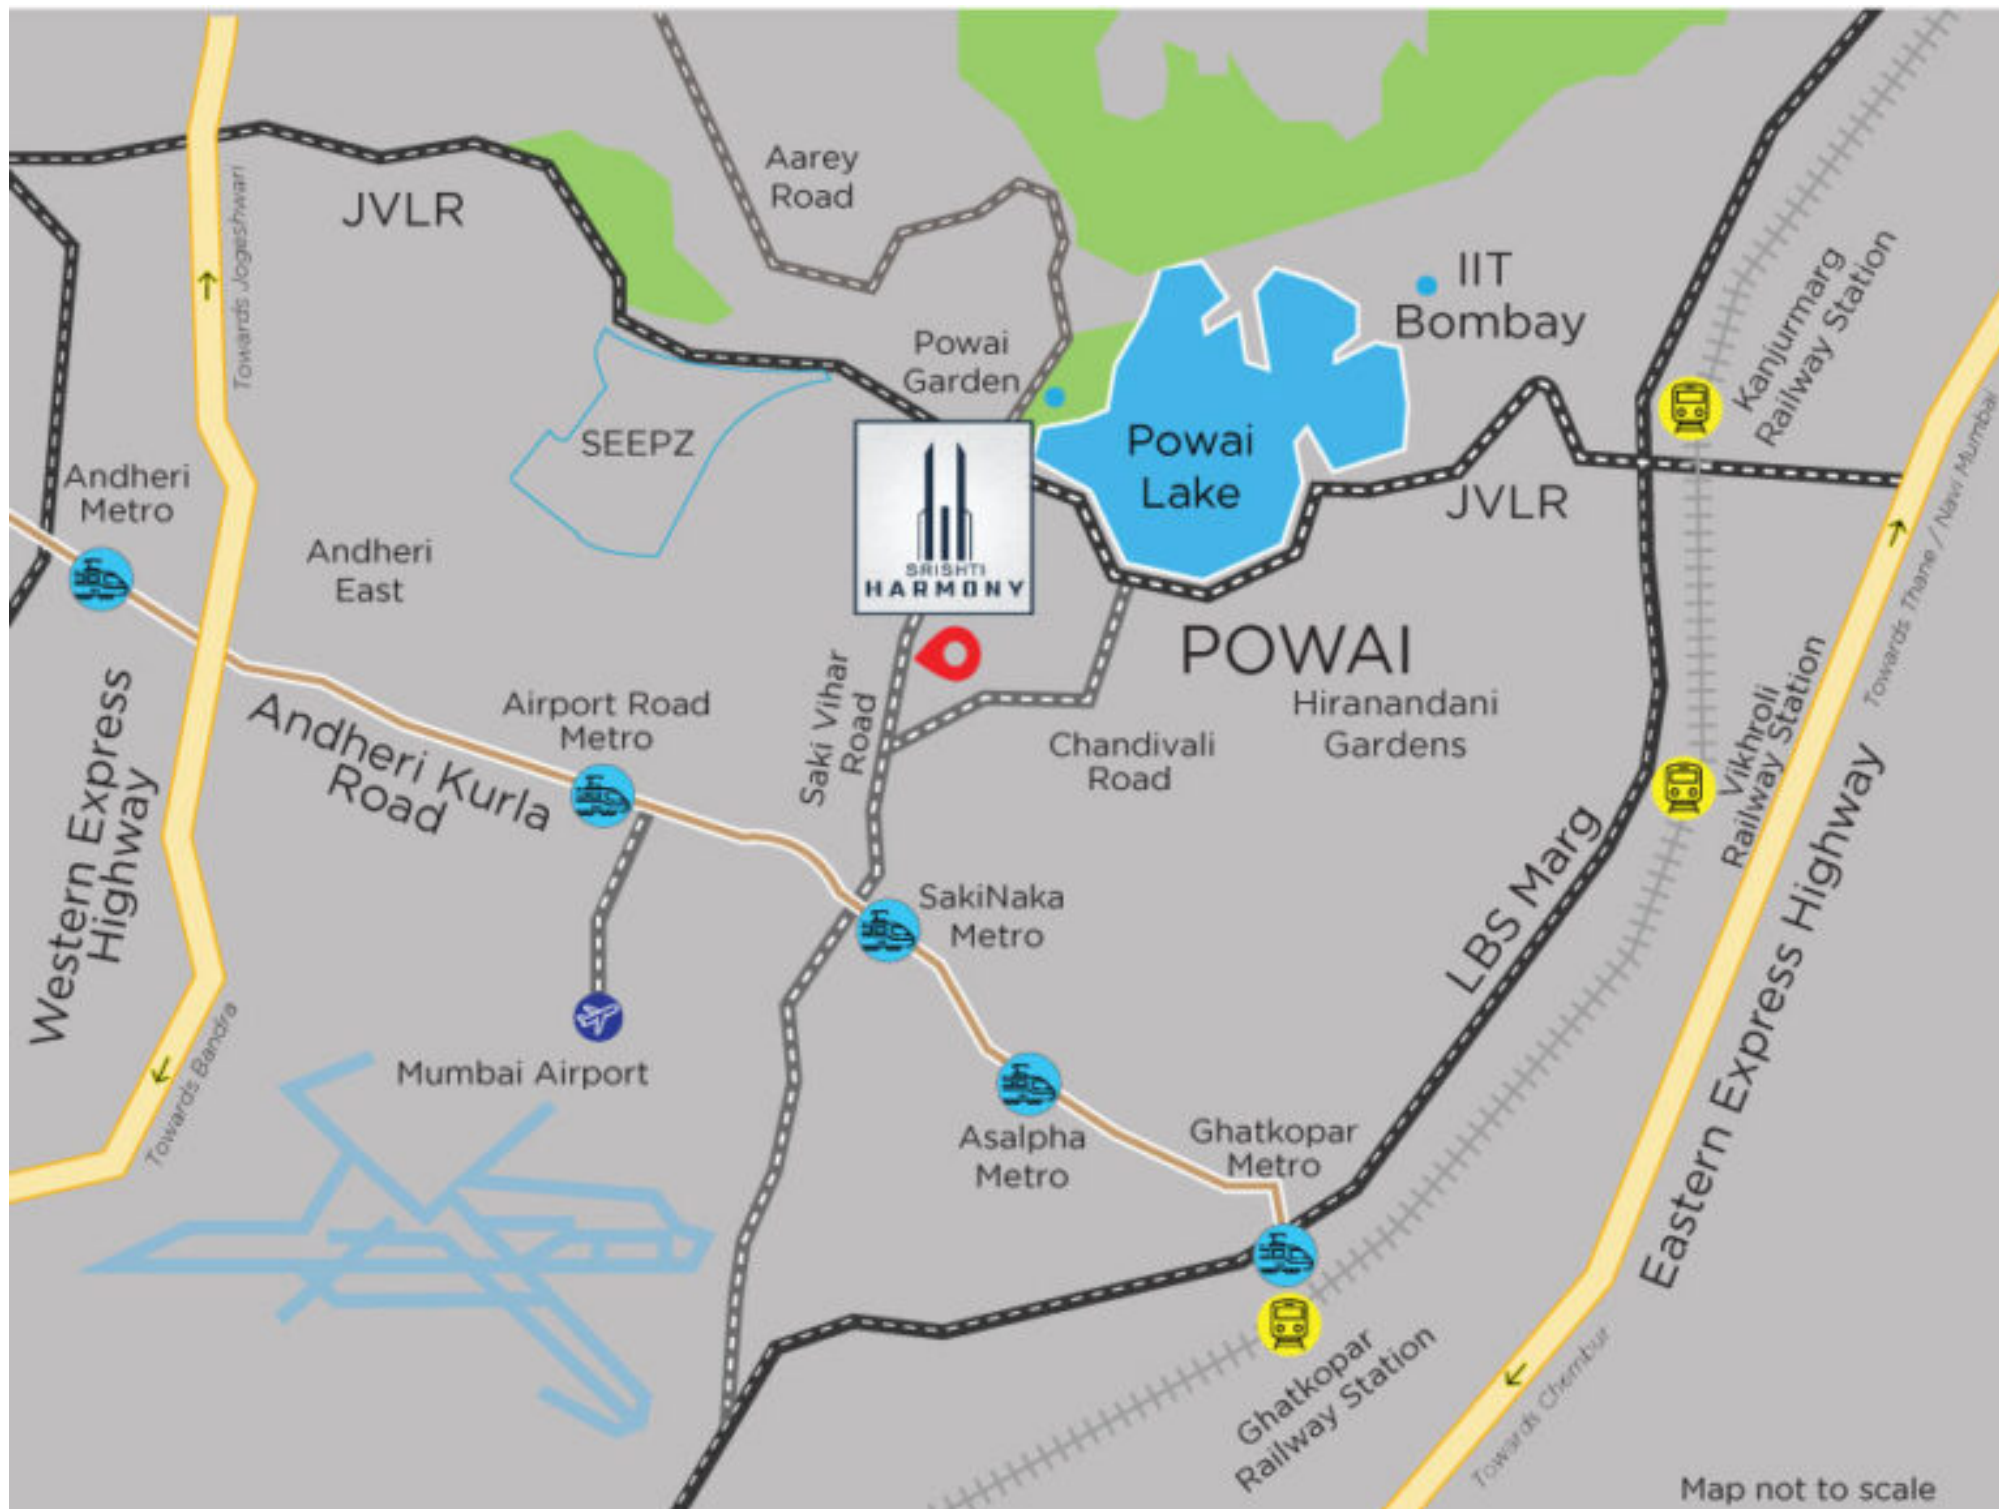 Aarey
Road
JVLR
Towards Jogeshwari
IIT
Bombay
Kanjurmarg
Railway Station
Powai
Garden
SEEPZ
Powai
Lake
JVLR
Towards Thane / Navi Mumbai
Andheri
Metro
Andheri
East
SRISHTI
HARMONY
POWAI
Hiranandani
Gardens
Saki Vihar
Road
Chandivali
Road
Vikhroli
Railway Station
Airport Road
Metro
Andheri Kurla
Road
Western Express
Highway
SakiNaka
Metro
LBS Marg
Eastern Express Highway
Towards Bandra
Mumbai Airport
Asalpha
Metro
Ghatkopar
Metro
Ghatkopar
Railway Station
Towards Chembur
Map not to scale